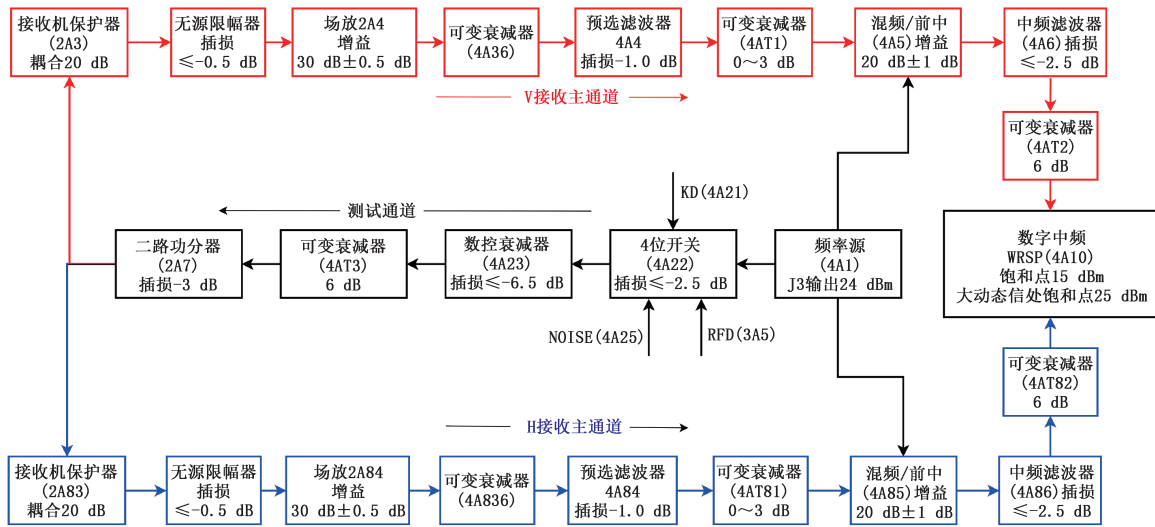 接收机保护器
(2A3)
耦合20 dB
无源限幅器
插损
≤-0.5 dB
场放2A4
增益
30 dB±0.5 dB
可变衰减器
(4A36)
预选滤波器
4A4
插损-1.0 dB
可变衰减器
(4AT1)
0～3 dB
混频/前中
(4A5)增益
20 dB±1 dB
中频滤波器
(4A6)插损
≤-2.5 dB
V接收主通道
可变衰减器
(4AT2)
6 dB
KD(4A21)
测试通道
二路功分器
(2A7)
插损-3 dB
可变衰减器
(4AT3)
6 dB
数控衰减器
(4A23)
插损≤-6.5 dB
4位开关
(4A22)
插损≤-2.5 dB
频率源
(4A1)
J3输出24 dBm
数字中频
WRSP(4A10)
饱和点15 dBm
大动态信处饱和点25 dBm
NOISE(4A25)
RFD(3A5)
可变衰减器
(4AT82)
6 dB
H接收主通道
接收机保护器
(2A83)
耦合20 dB
无源限幅器
插损
≤-0.5 dB
场放2A84
增益
30 dB±0.5 dB
可变衰减器
(4A836)
预选滤波器
4A84
插损-1.0 dB
可变衰减器
(4AT81)
0～3 dB
混频/前中
(4A85)增益
20 dB±1 dB
中频滤波器
(4A86)插损
≤-2.5 dB